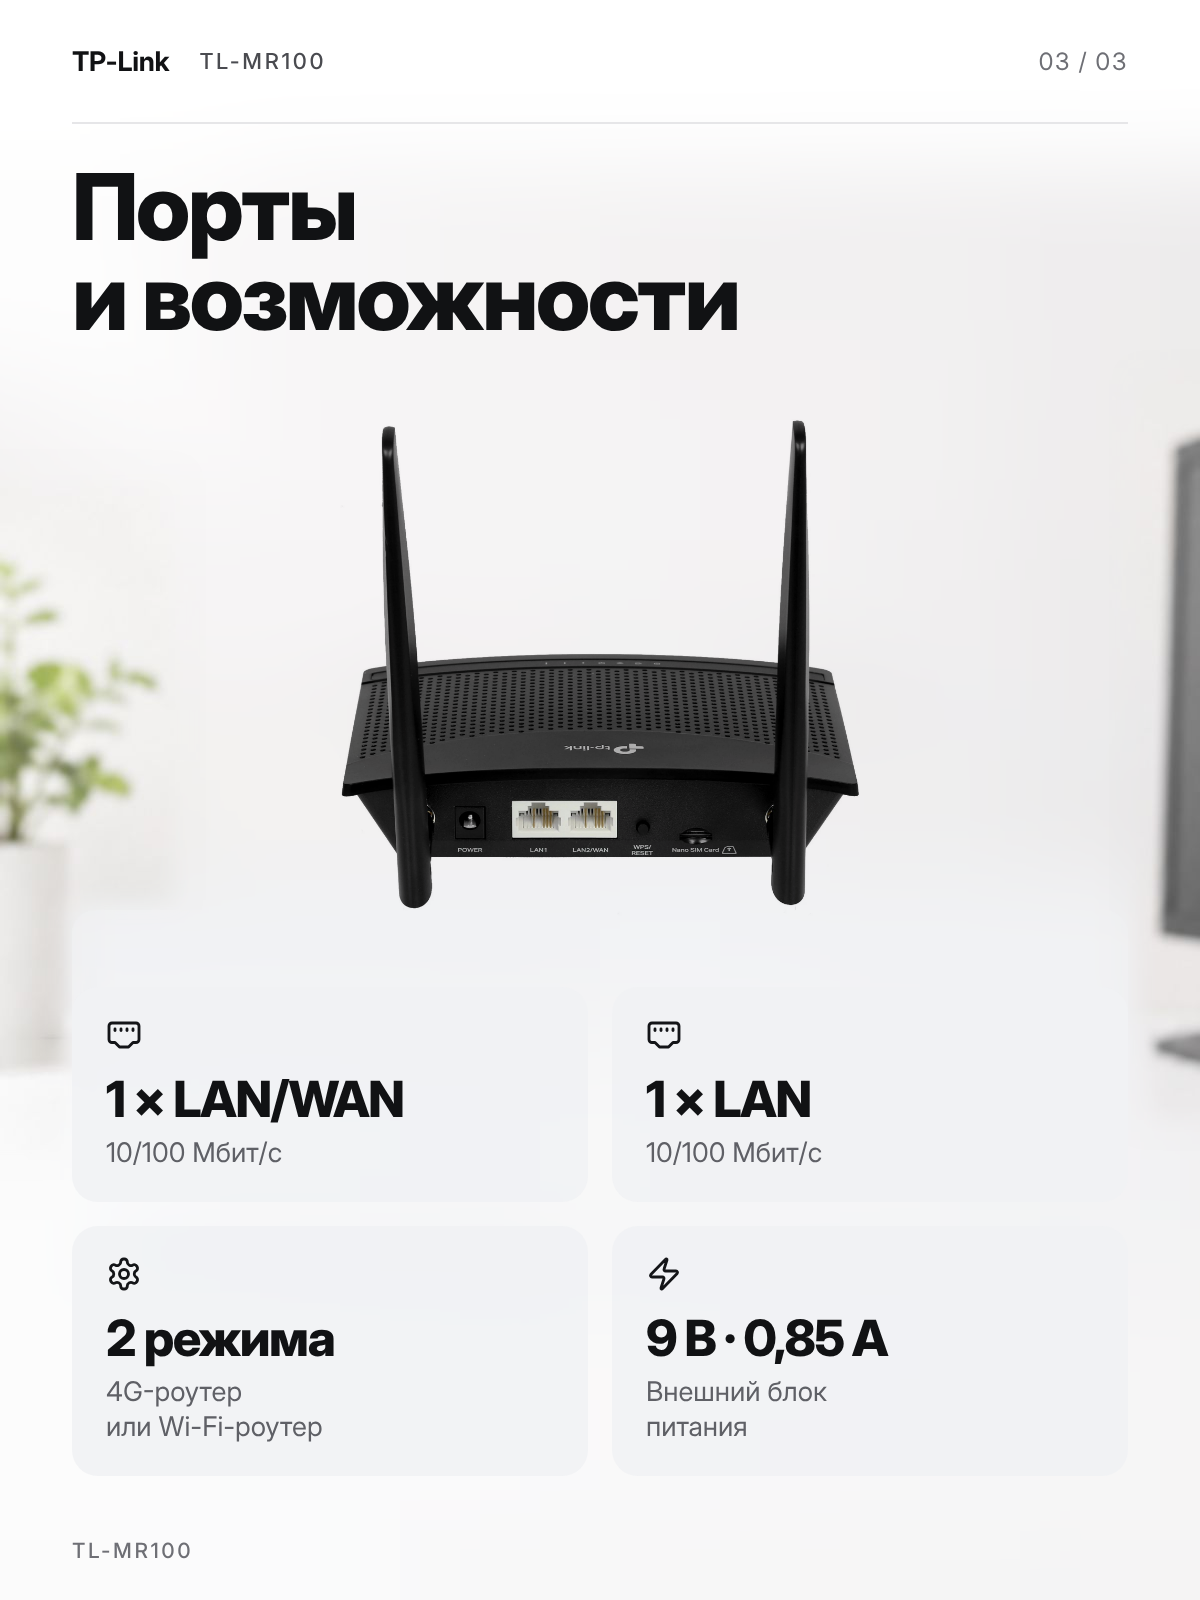 TP-Link TL-MR100 03 / 03
Порты
и возможности
tp-link
POWER LAN1 LAN2/WAN WPS/
RESET Nano SIM Card
1 × LAN/WAN
10/100 Мбит/с
1 × LAN
10/100 Мбит/с
2 режима
4G-роутер
или Wi-Fi-роутер
9 В · 0,85 А
Внешний блок
питания
TL-MR100